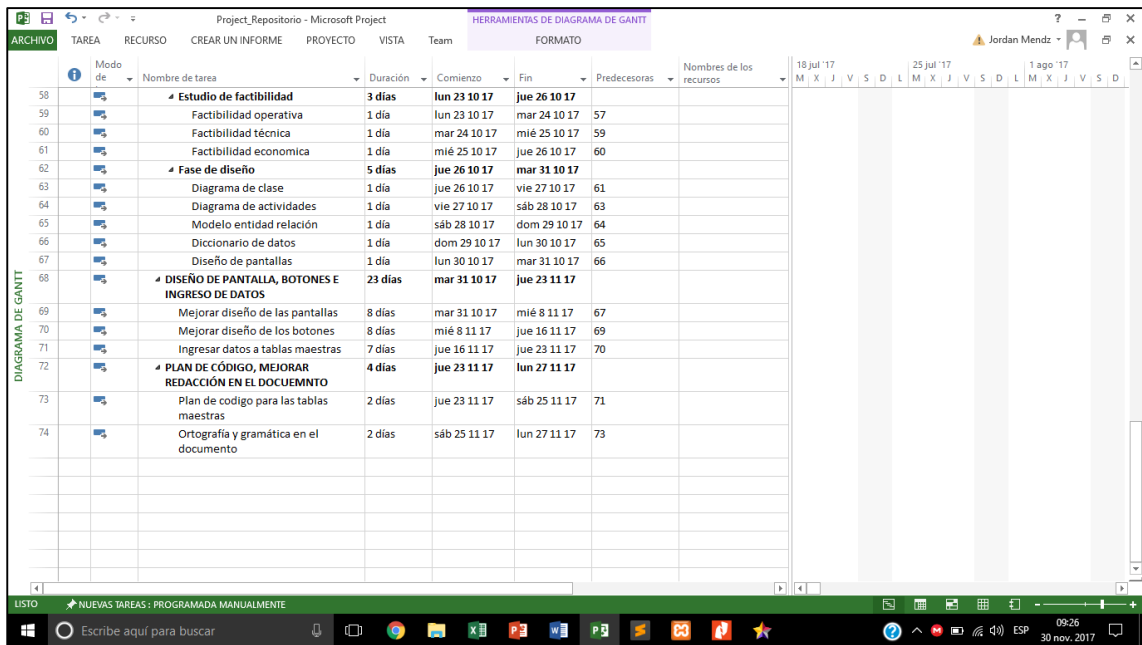 Project_Repositorio - Microsoft Project
HERRAMIENTAS DE DIAGRAMA DE GANTT
ARCHIVO TAREA RECURSO CREAR UN INFORME PROYECTO VISTA Team FORMATO Jordan Mendz
Modo de Nombre de tarea Duración Comienzo Fin Predecesoras Nombres de los recursos
18 jul '17 25 jul '17 1 ago '17
M X J V S D L M X J V S D L M X J V S D
58 Estudio de factibilidad 3 días lun 23 10 17 jue 26 10 17
59 Factibilidad operativa 1 día lun 23 10 17 mar 24 10 17 57
60 Factibilidad técnica 1 día mar 24 10 17 mié 25 10 17 59
61 Factibilidad economica 1 día mié 25 10 17 jue 26 10 17 60
62 Fase de diseño 5 días jue 26 10 17 mar 31 10 17
63 Diagrama de clase 1 día jue 26 10 17 vie 27 10 17 61
64 Diagrama de actividades 1 día vie 27 10 17 sáb 28 10 17 63
65 Modelo entidad relación 1 día sáb 28 10 17 dom 29 10 17 64
66 Diccionario de datos 1 día dom 29 10 17 lun 30 10 17 65
67 Diseño de pantallas 1 día lun 30 10 17 mar 31 10 17 66
68 DISEÑO DE PANTALLA, BOTONES E 23 días mar 31 10 17 jue 23 11 17
INGRESO DE DATOS
69 Mejorar diseño de las pantallas 8 días mar 31 10 17 mié 8 11 17 67
70 Mejorar diseño de los botones 8 días mié 8 11 17 jue 16 11 17 69
71 Ingresar datos a tablas maestras 7 días jue 16 11 17 jue 23 11 17 70
72 PLAN DE CÓDIGO, MEJORAR 4 días jue 23 11 17 lun 27 11 17
REDACCIÓN EN EL DOCUEMNTO
73 Plan de codigo para las tablas 2 días jue 23 11 17 sáb 25 11 17 71
maestras
74 Ortografía y gramática en el 2 días sáb 25 11 17 lun 27 11 17 73
documento
DIAGRAMA DE GANTT
LISTO NUEVAS TAREAS : PROGRAMADA MANUALMENTE
Escribe aquí para buscar
ESP
09:26
30 nov. 2017